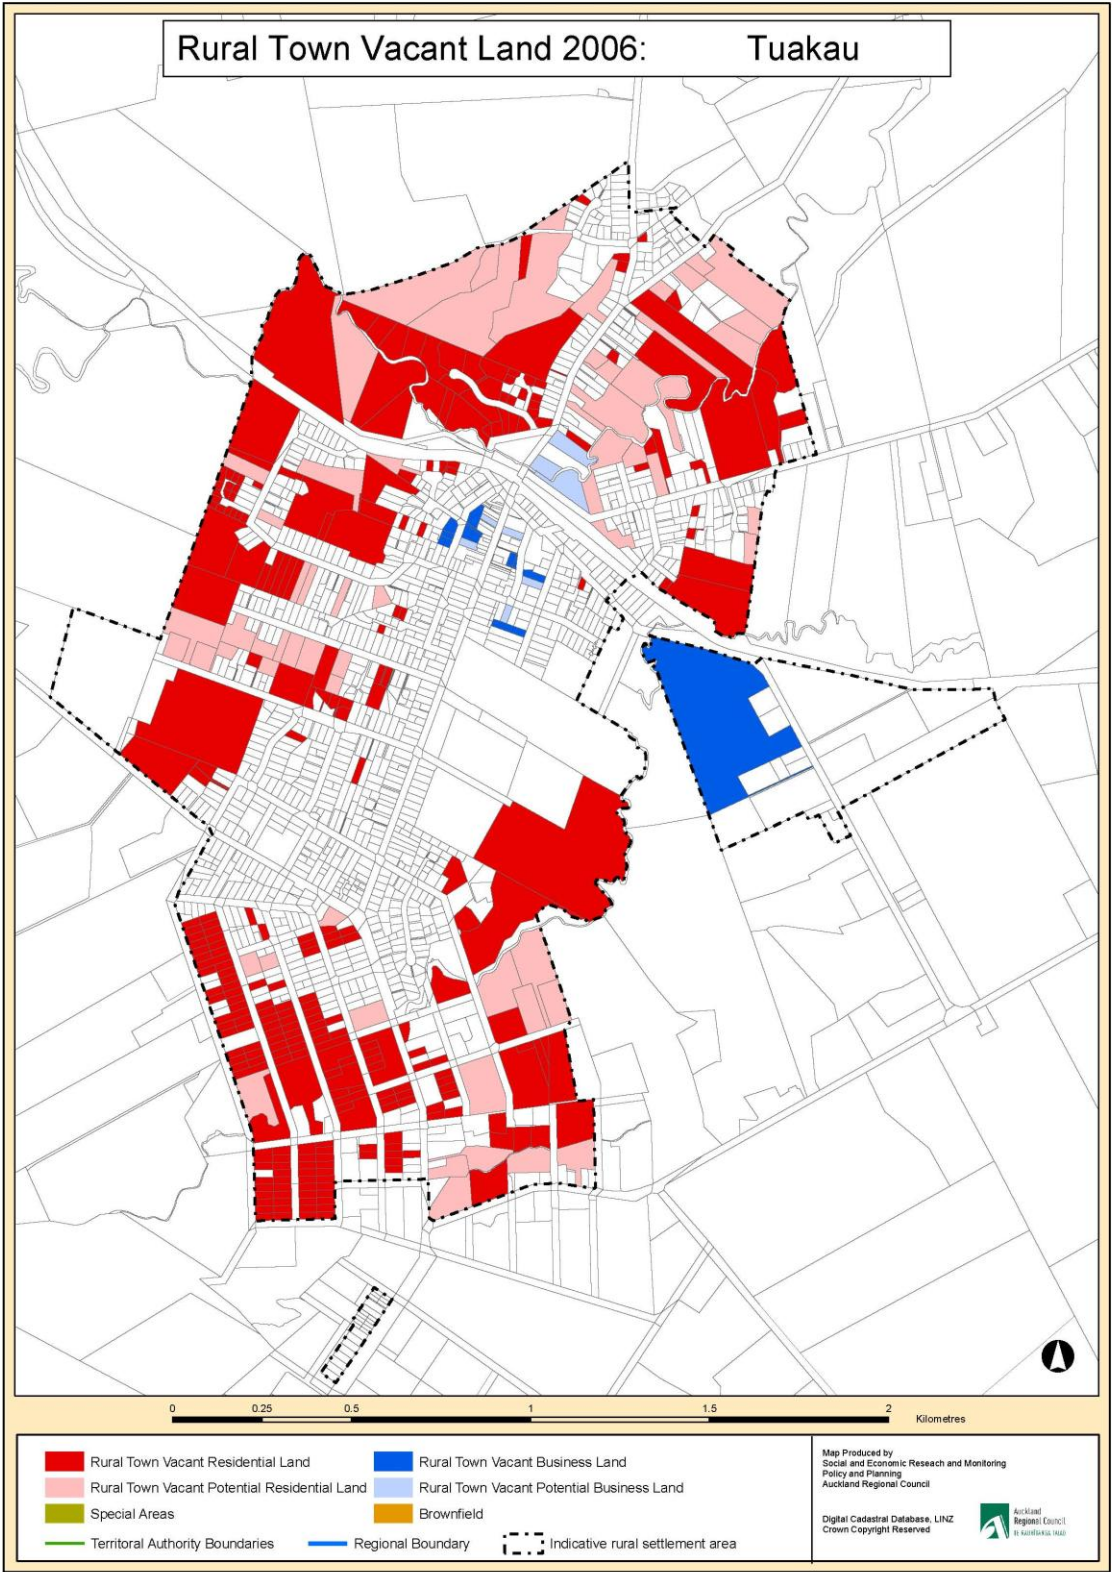 Rural Town Vacant Land 2006: Tuakau
0 0.25 0.5 1 1.5 2 Kilometres
Rural Town Vacant Residential Land
Rural Town Vacant Potential Residential Land
Special Areas
Territoral Authority Boundaries
Rural Town Vacant Business Land
Rural Town Vacant Potential Business Land
Brownfield
Regional Boundary
Indicative rural settlement area
Map Produced by
Social and Economic Reseach and Monitoring
Policy and Planning
Auckland Regional Council
Digital Cadastral Database, LINZ
Crown Copyright Reserved
Auckland
Regional Council